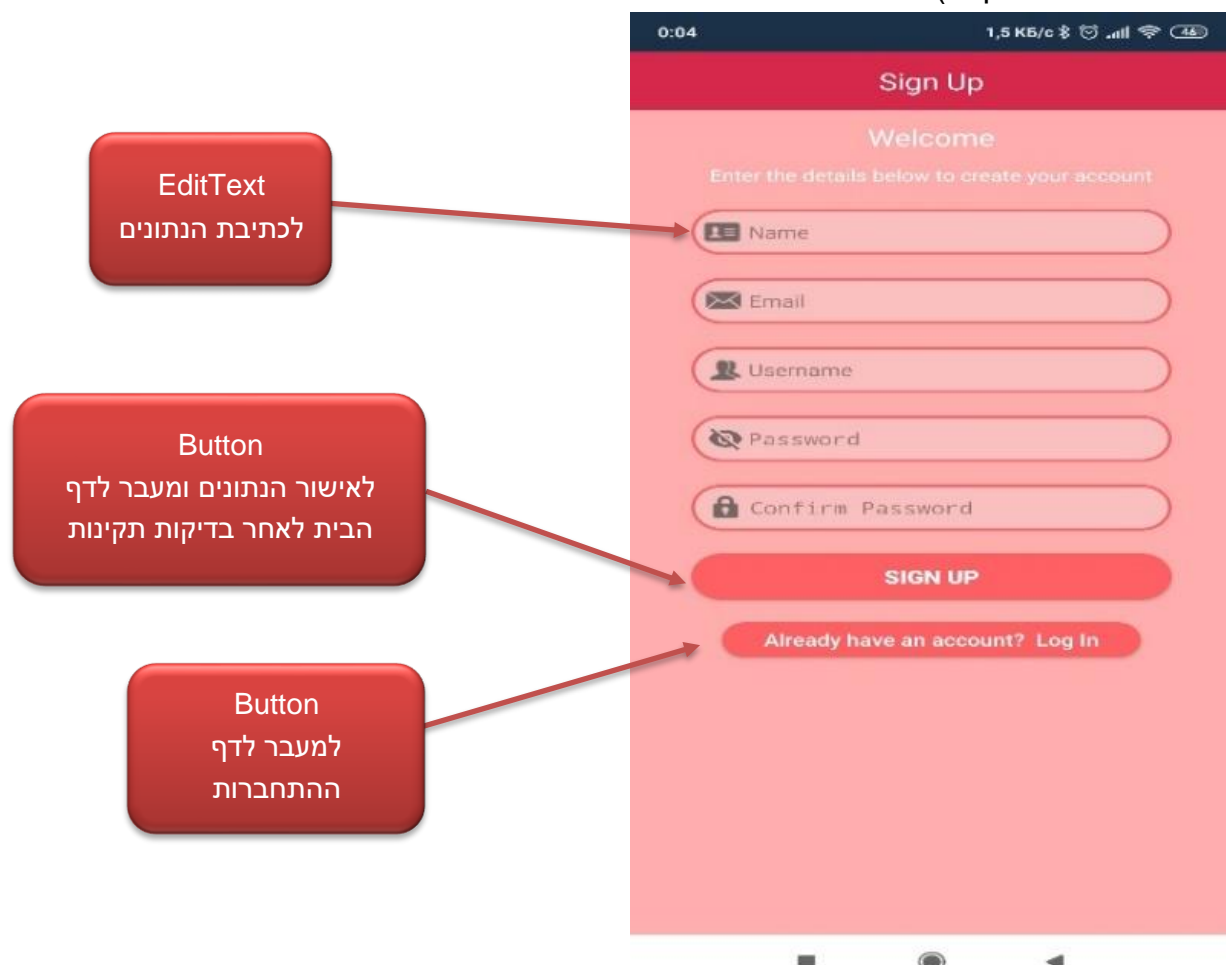 0:04
1,5 КБ/с
46
Sign Up
Welcome
Enter the details below to create your account
Name
Email
Username
Password
Confirm Password
SIGN UP
Already have an account? Log In
EditText
לכתיבת הנתונים
Button
לאישור הנתונים ומעבר לדף
הבית לאחר בדיקות תקינות
Button
למעבר לדף
ההתחברות